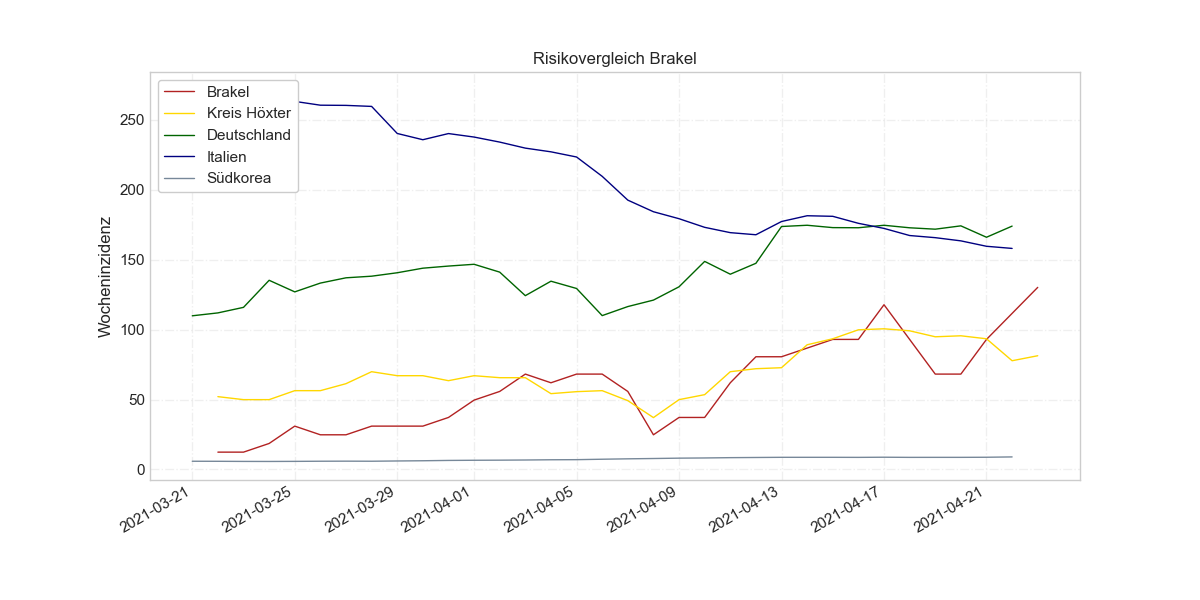 Risikovergleich Brakel
Brakel
Kreis Höxter
Deutschland
Italien
Südkorea
Wocheninzidenz
250
200
150
100
50
0
2021-03-21
2021-03-25
2021-03-29
2021-04-01
2021-04-05
2021-04-09
2021-04-13
2021-04-17
2021-04-21